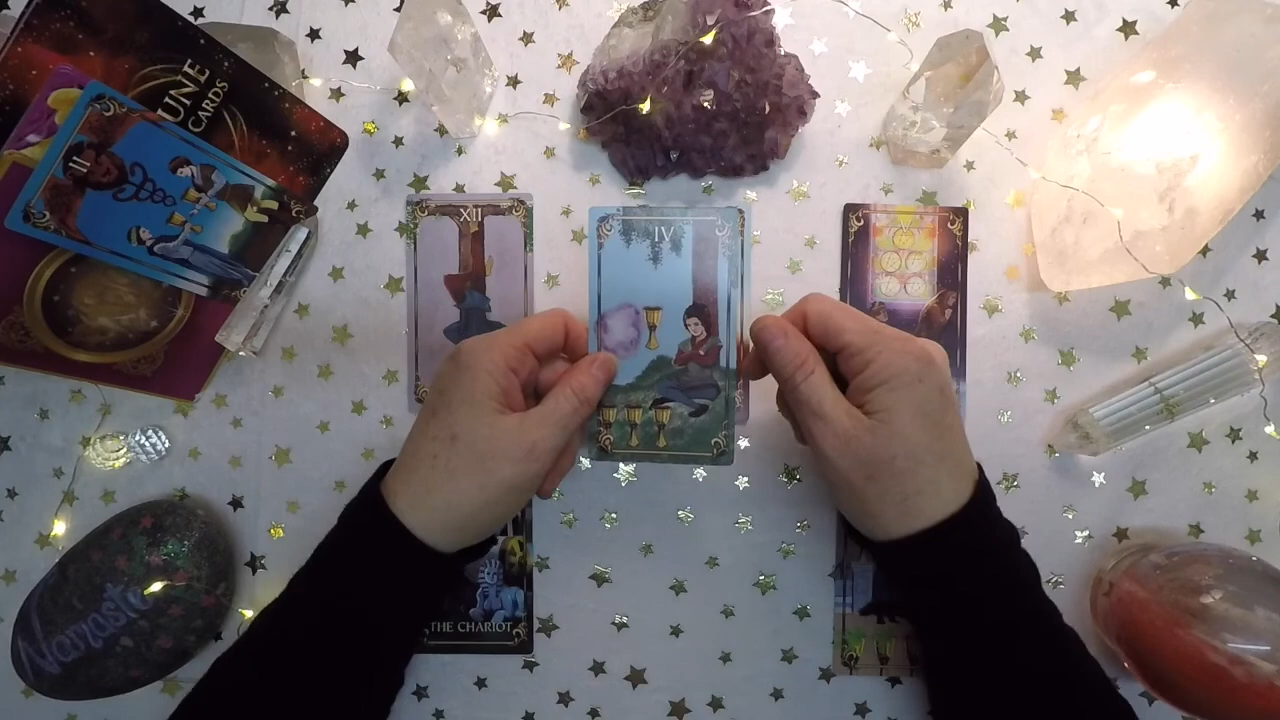 UNE
CARDS
II
XII
IV
V
THE CHARIOT
Namaste